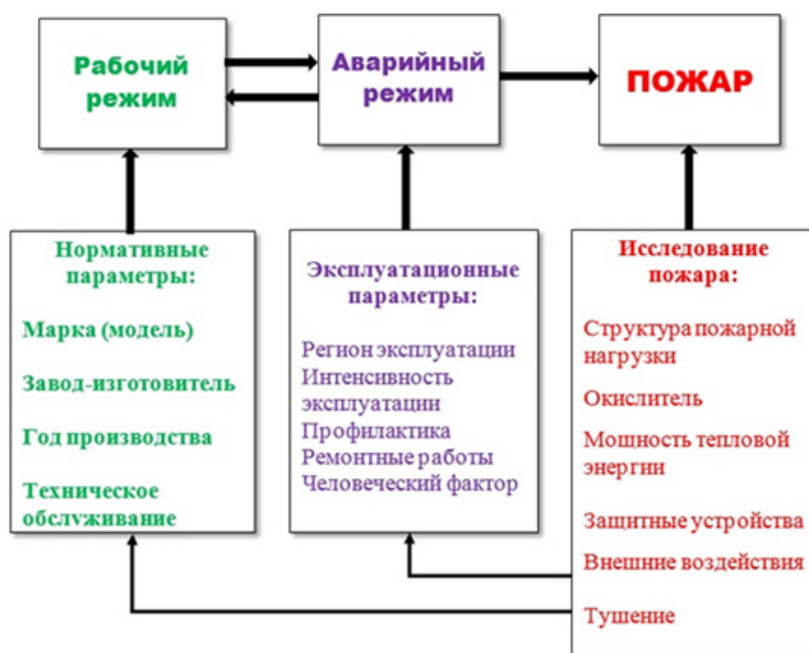 Рабочий
режим
Аварийный
режим
ПОЖАР
Нормативные
параметры:
Марка (модель)
Завод-изготовитель
Год производства
Техническое
обслуживание
Эксплуатационные
параметры:
Регион эксплуатации
Интенсивность
эксплуатации
Профилактика
Ремонтные работы
Человеческий фактор
Исследование
пожара:
Структура пожарной
нагрузки
Окислитель
Мощность тепловой
энергии
Защитные устройства
Внешние воздействия
Тушение